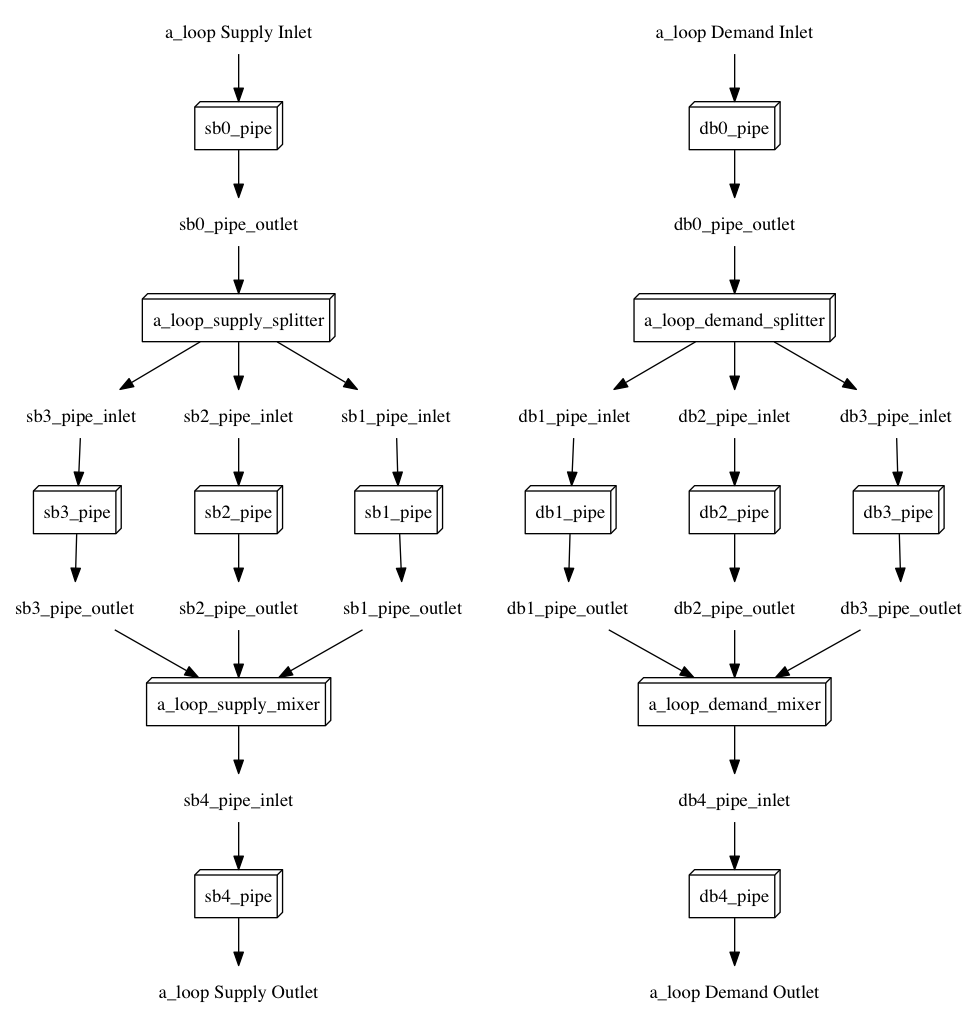 a_loop Supply Inlet
sb0_pipe
sb0_pipe_outlet
a_loop_supply_splitter
sb3_pipe_inlet
sb2_pipe_inlet
sb1_pipe_inlet
sb3_pipe
sb2_pipe
sb1_pipe
sb3_pipe_outlet
sb2_pipe_outlet
sb1_pipe_outlet
a_loop_supply_mixer
sb4_pipe_inlet
sb4_pipe
a_loop Supply Outlet
a_loop Demand Inlet
db0_pipe
db0_pipe_outlet
a_loop_demand_splitter
db1_pipe_inlet
db2_pipe_inlet
db3_pipe_inlet
db1_pipe
db2_pipe
db3_pipe
db1_pipe_outlet
db2_pipe_outlet
db3_pipe_outlet
a_loop_demand_mixer
db4_pipe_inlet
db4_pipe
a_loop Demand Outlet